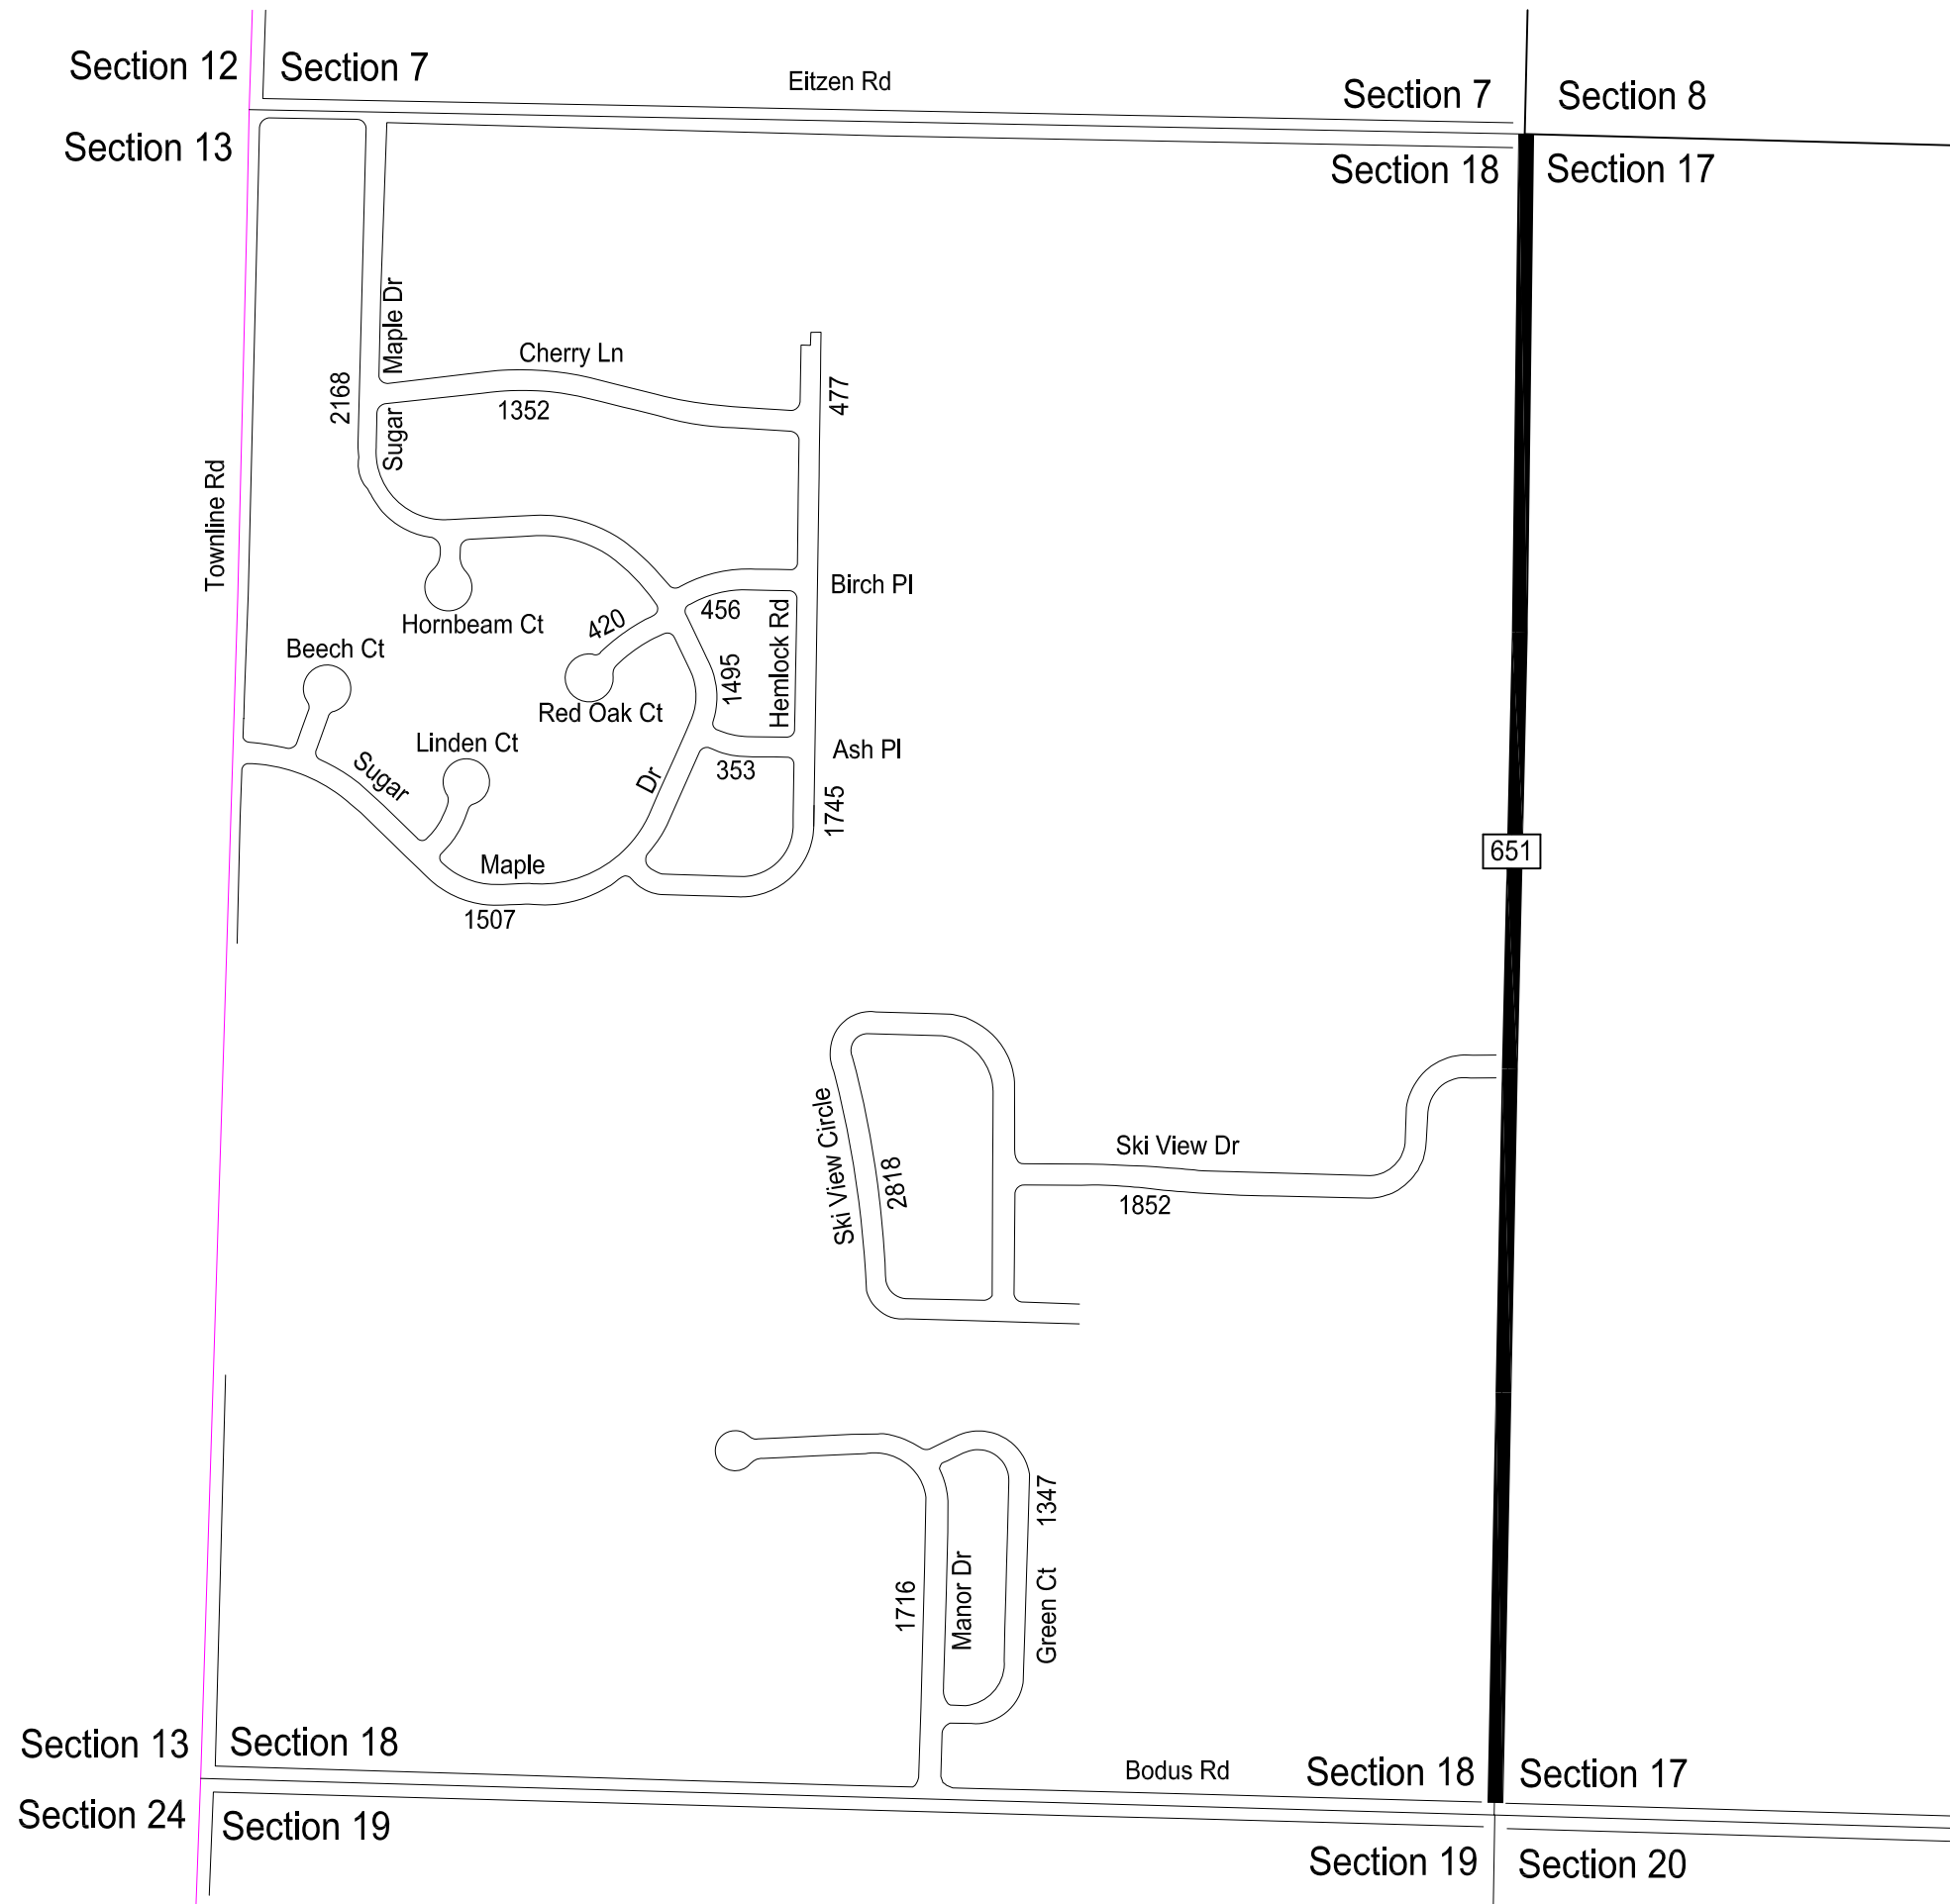 Section 12
Section 7
Eitzen Rd
Section 7
Section 8
Section 13
Section 18
Section 17
Maple Dr
Cherry Ln
2168
1352
477
Sugar
Townline Rd
Birch Pl
Hornbeam Ct
420
456
Hemlock Rd
Beech Ct
1495
Red Oak Ct
Linden Ct
Ash Pl
Sugar
Dr
353
1745
Maple
1507
651
Ski View Circle
2818
Ski View Dr
1852
1347
1716
Manor Dr
Green Ct
Section 13
Section 18
Bodus Rd
Section 18
Section 17
Section 24
Section 19
Section 19
Section 20